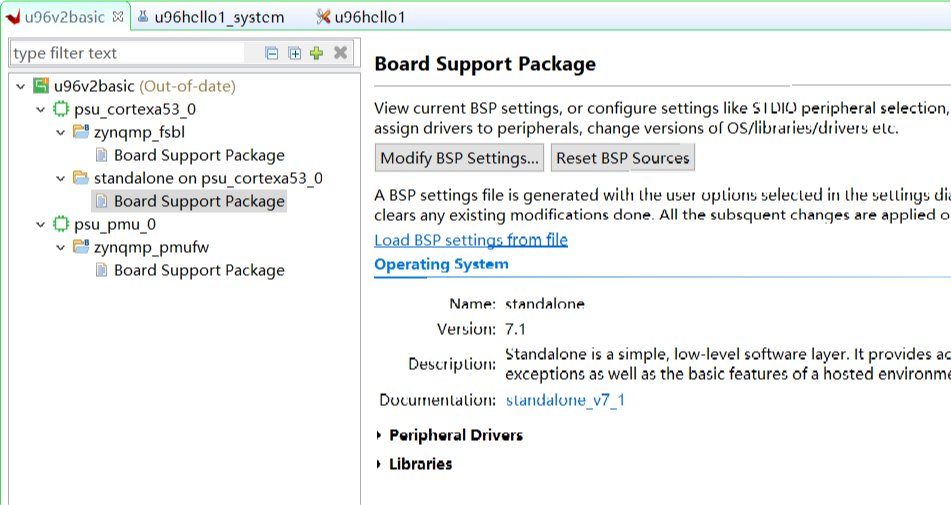 u96v2basic u96hello1_system u96hello1
type filter text
u96v2basic (Out-of-date)
psu_cortexa53_0
zynqmp_fsbl
Board Support Package
standalone on psu_cortexa53_0
Board Support Package
psu_pmu_0
zynqmp_pmufw
Board Support Package
Board Support Package
View current BSP settings, or configure settings like STDIO peripheral selection,
assign drivers to peripherals, change versions of OS/libraries/drivers etc.
Modify BSP Settings... Reset BSP Sources
A BSP settings file is generated with the user options selected in the settings dia
clears any existing modifications done. All the subsquent changes are applied o
Load BSP settings from file
Operating System
Name: standalone
Version: 7.1
Description: Standalone is a simple, low-level software layer. It provides ac
exceptions as well as the basic features of a hosted environme
Documentation: standalone_v7_1
Peripheral Drivers
Libraries